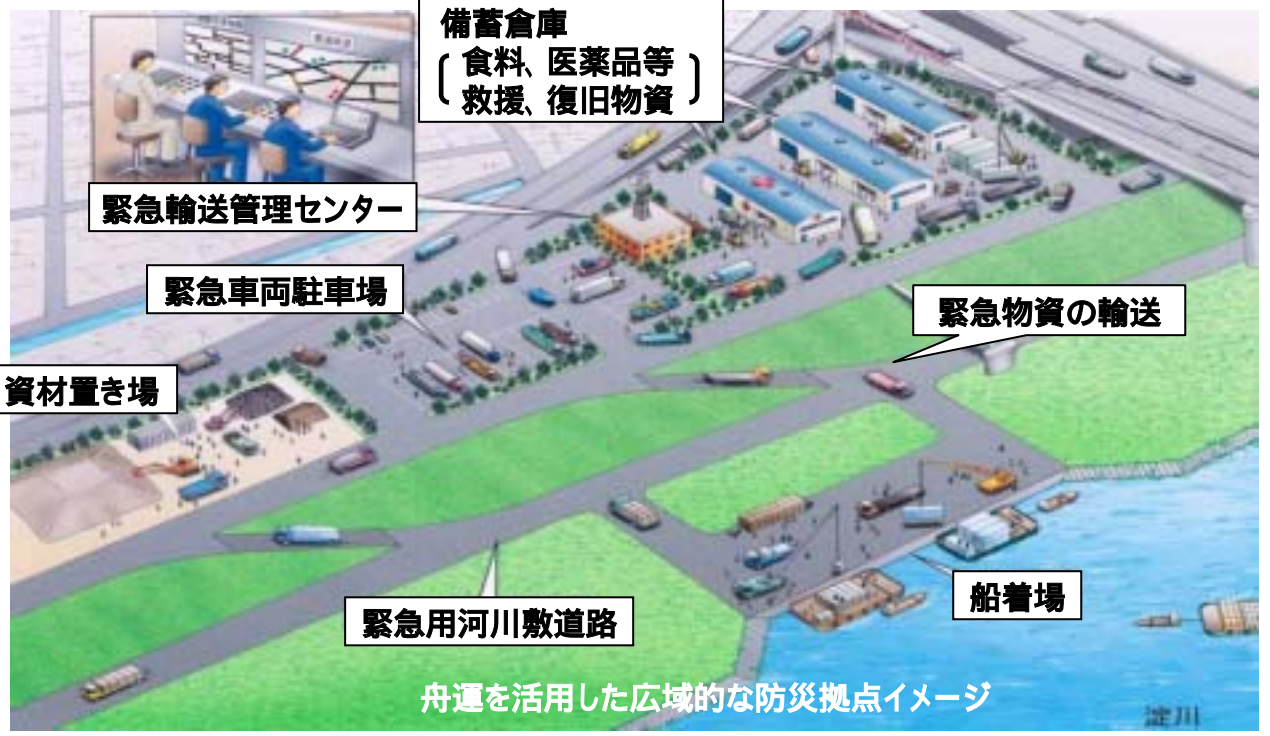 備蓄倉庫
食料、医薬品等
救援、復旧物資
緊急輸送管理センター
緊急車両駐車場
緊急物資の輸送
資材置き場
緊急用河川敷道路
船着場
舟運を活用した広域的な防災拠点イメージ
淀川